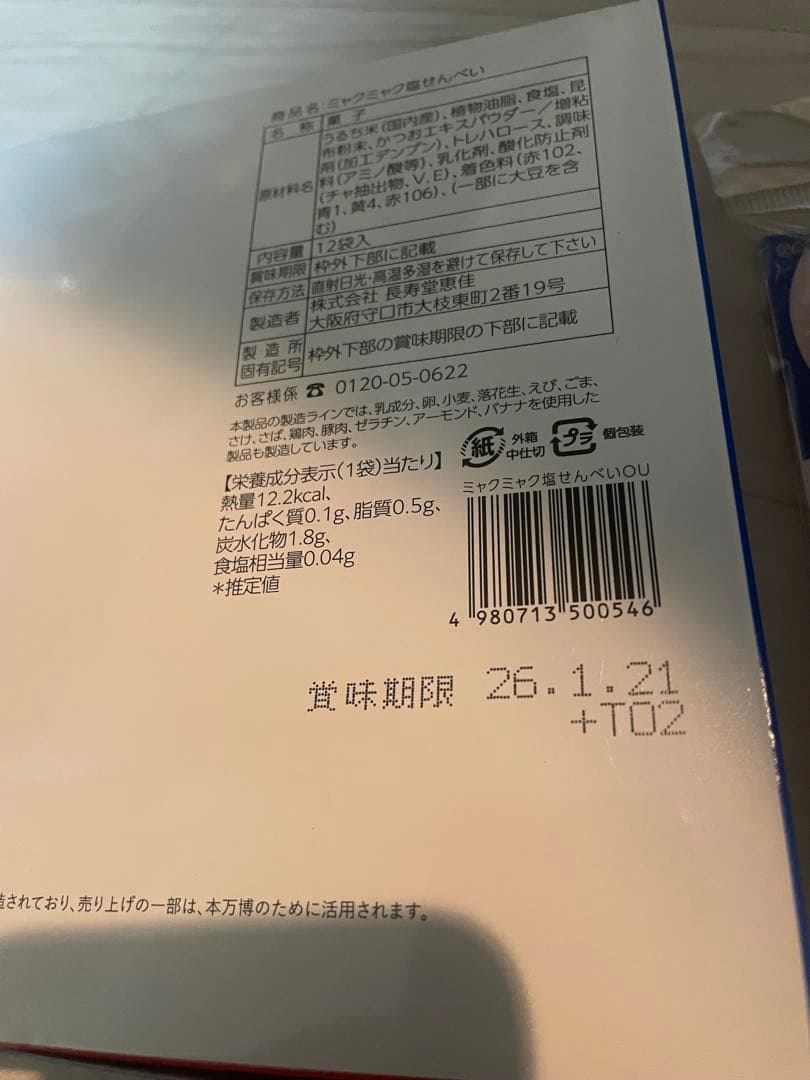 商品名:ミャクミャク塩せんべい
名称 菓子
原材料名 うるち米(国内産)、植物油脂、食塩、昆
布粉末、かつおエキスパウダー/増粘
剤(加工デンプン)、トレハロース、調味
料(アミノ酸等)、乳化剤、酸化防止剤
(チャ抽出物、V.E)、着色料(赤102、
青1、黄4、赤106)、(一部に大豆を含
む)
内容量 12袋入
賞味期限 枠外下部に記載
保存方法 直射日光・高温多湿を避けて保存して下さい
製造者 株式会社 長寿堂恵佳
大阪府守口市大枝東町2番19号
製造所
固有記号 枠外下部の賞味期限の下部に記載
お客様係 ☎ 0120-05-0622
本製品の製造ラインでは、乳成分、卵、小麦、落花生、えび、ごま、
さけ、さば、鶏肉、豚肉、ゼラチン、アーモンド、バナナを使用した
製品も製造しています。
紙 外箱
中仕切
プラ 個包装
【栄養成分表示(1袋)当たり】
熱量12.2kcal、
たんぱく質0.1g、脂質0.5g、
炭水化物1.8g、
食塩相当量0.04g
*推定値
ミャクミャク塩せんべいOU
4 980713 500546
賞味期限 26.1.21
+T02
造されており、売り上げの一部は、本万博のために活用されます。